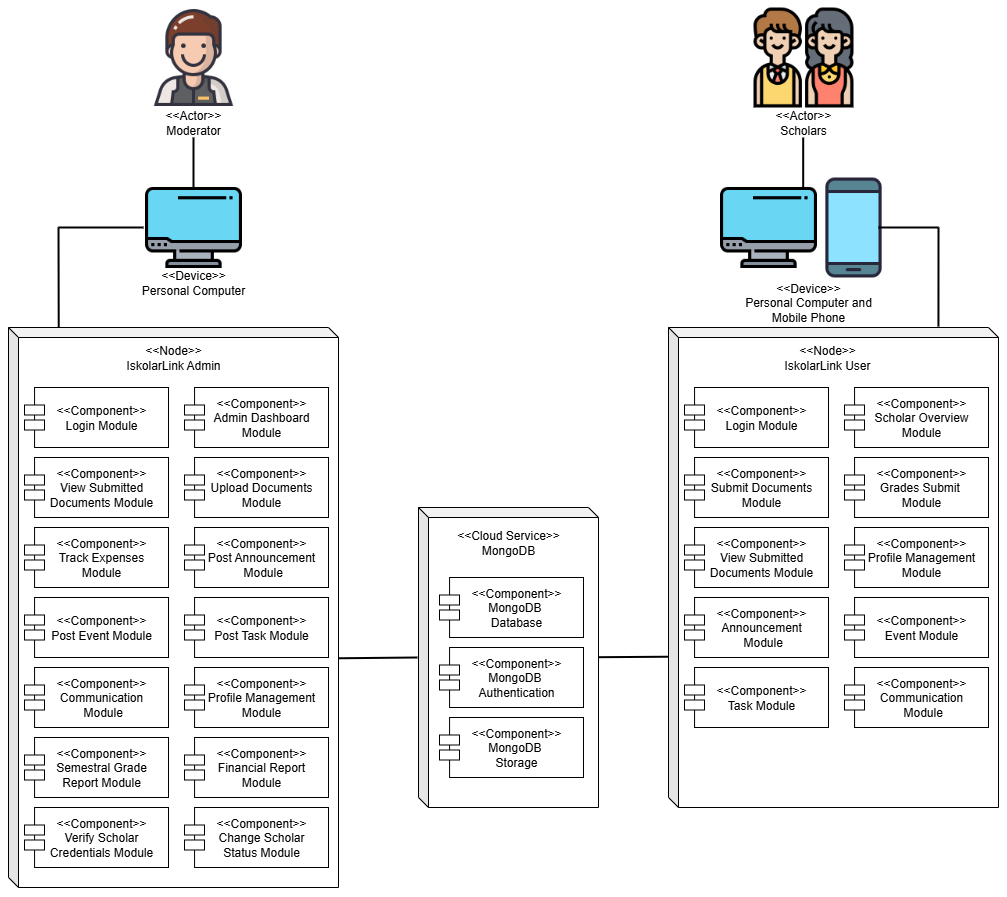 <<Actor>>
Moderator
<<Actor>>
Scholars
<<Device>>
Personal Computer
<<Device>>
Personal Computer and
Mobile Phone
<<Node>>
IskolarLink Admin
<<Component>>
Login Module
<<Component>>
Admin Dashboard
Module
<<Component>>
View Submitted
Documents Module
<<Component>>
Upload Documents
Module
<<Component>>
Track Expenses
Module
<<Component>>
Post Announcement
Module
<<Component>>
Post Event Module
<<Component>>
Post Task Module
<<Component>>
Communication
Module
<<Component>>
Profile Management
Module
<<Component>>
Semestral Grade
Report Module
<<Component>>
Financial Report
Module
<<Component>>
Verify Scholar
Credentials Module
<<Component>>
Change Scholar
Status Module
<<Cloud Service>>
MongoDB
<<Component>>
MongoDB
Database
<<Component>>
MongoDB
Authentication
<<Component>>
MongoDB
Storage
<<Node>>
IskolarLink User
<<Component>>
Login Module
<<Component>>
Scholar Overview
Module
<<Component>>
Submit Documents
Module
<<Component>>
Grades Submit
Module
<<Component>>
View Submitted
Documents Module
<<Component>>
Profile Management
Module
<<Component>>
Announcement
Module
<<Component>>
Event Module
<<Component>>
Task Module
<<Component>>
Communication
Module